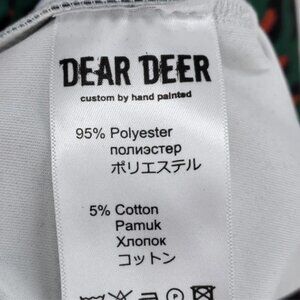 DEAR DEER
custom by hand painted
95% Polyester
полиэстер
ポリエステル
5% Cotton
Pamuk
Хлопок
コットン